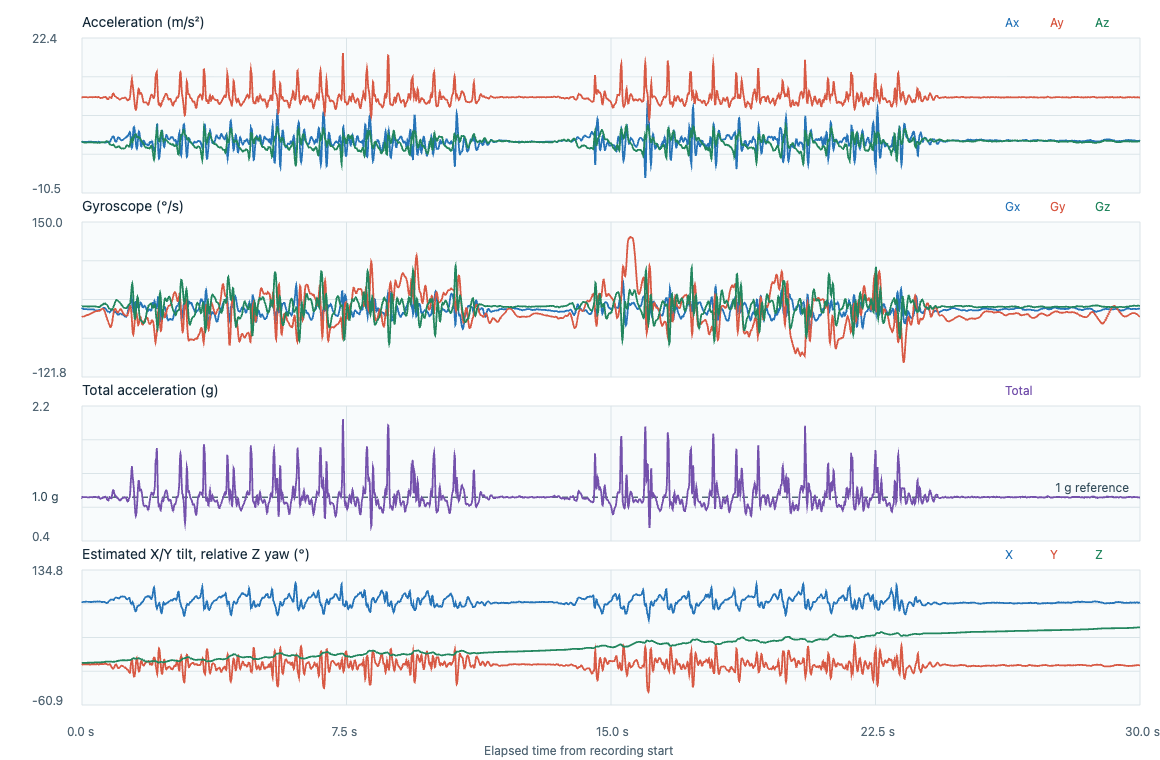 Acceleration (m/s²) Ax Ay Az
22.4
-10.5
Gyroscope (°/s) Gx Gy Gz
150.0
-121.8
Total acceleration (g) Total
2.2
1.0 g 1 g reference
0.4
Estimated X/Y tilt, relative Z yaw (°) X Y Z
134.8
-60.9
0.0 s 7.5 s 15.0 s 22.5 s 30.0 s
Elapsed time from recording start